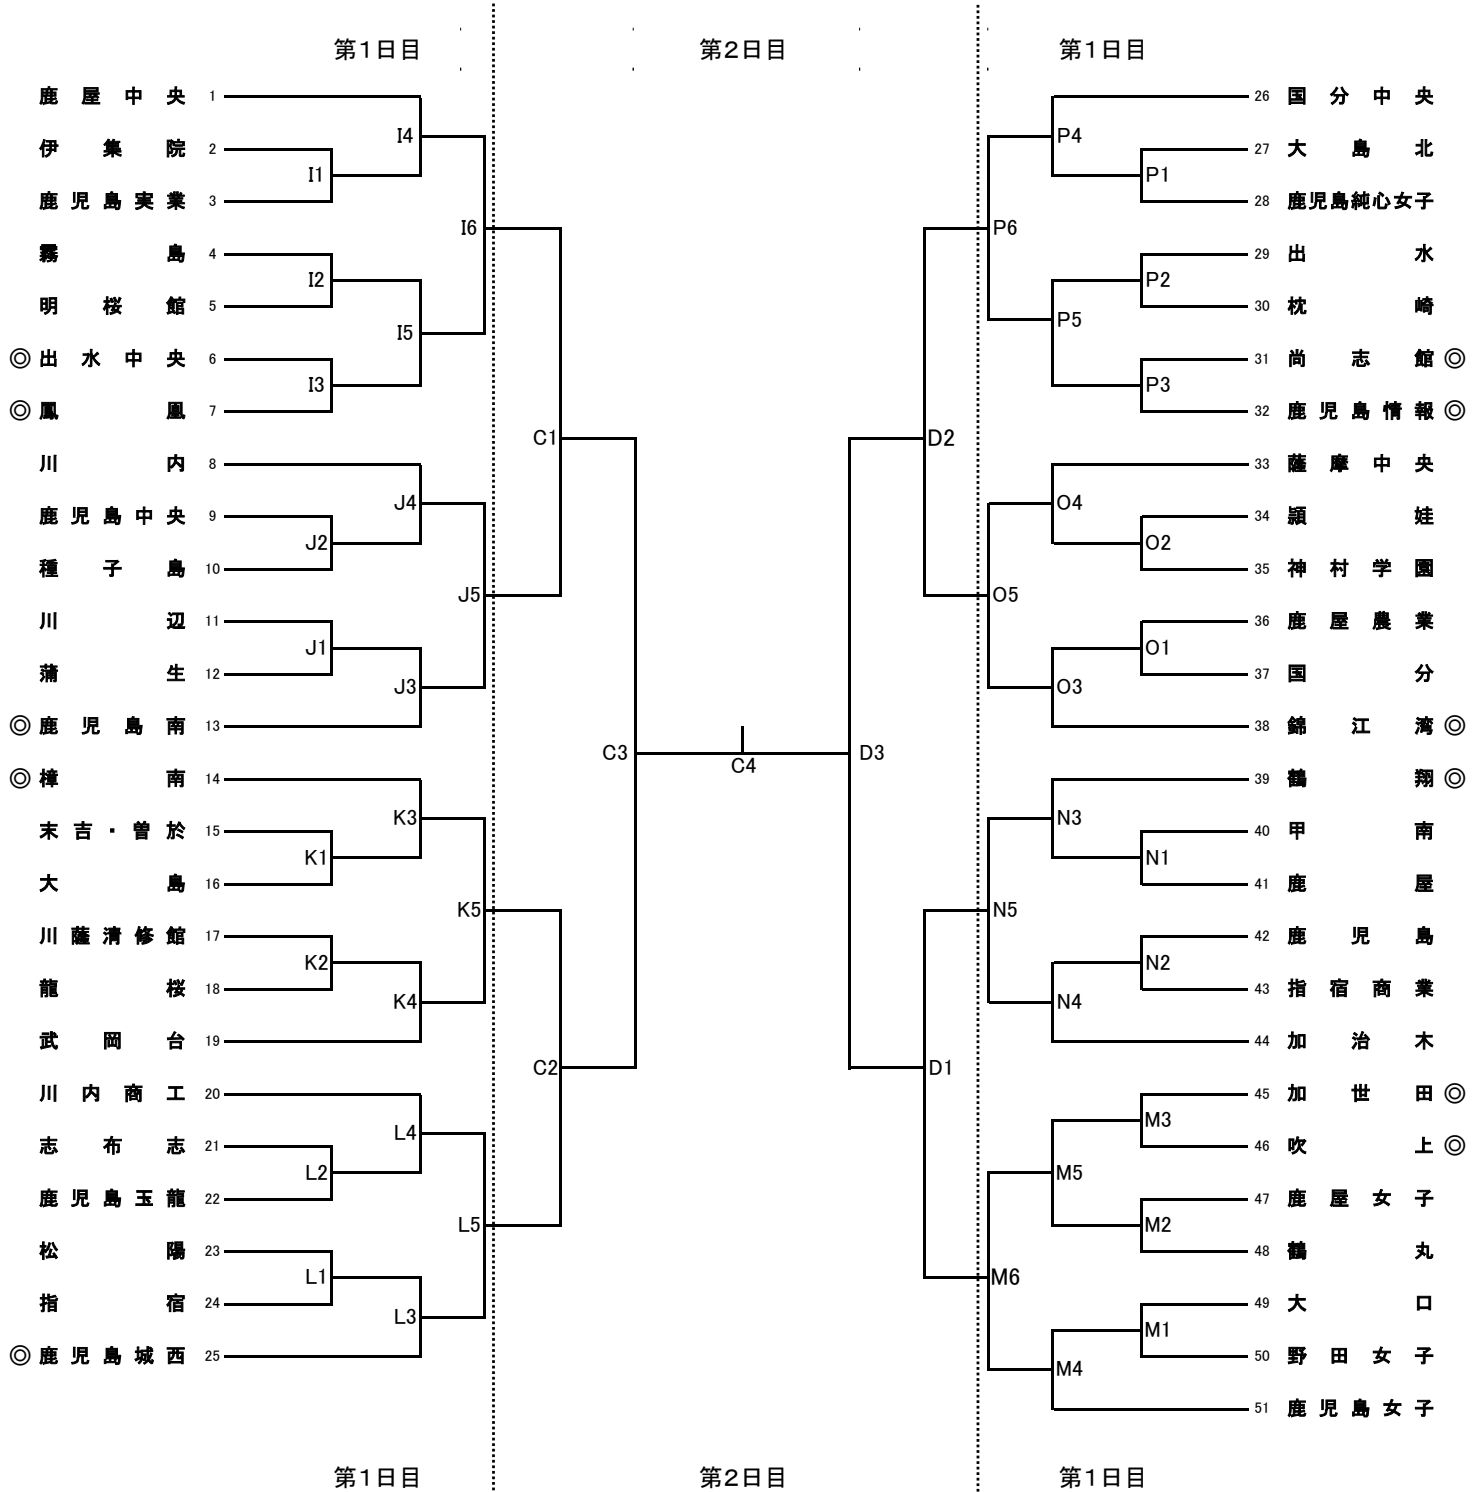 第1日目 第2日目 第1日目
鹿屋中央 1 26 国分中央
I4 P4
伊集院 2 27 大島北
I1 P1
鹿児島実業 3 28 鹿児島純心女子
I6 P6
霧島 4 29 出水
I2 P2
明桜館 5 30 枕崎
I5 P5
◎ 出水中央 6 31 尚志館 ◎
I3 P3
◎ 鳳凰 7 32 鹿児島情報 ◎
C1 D2
川内 8 33 薩摩中央
J4 O4
鹿児島中央 9 34 頴娃
J2 O2
種子島 10 35 神村学園
J5 O5
川辺 11 36 鹿屋農業
J1 O1
蒲生 12 37 国分
J3 O3
◎ 鹿児島南 13 38 錦江湾 ◎
C3 C4 D3
◎ 樟南 14 39 鶴翔 ◎
K3 N3
末吉・曽於 15 40 甲南
K1 N1
大島 16 41 鹿屋
K5 N5
川薩清修館 17 42 鹿児島
K2 N2
龍桜 18 43 指宿商業
K4 N4
武岡台 19 44 加治木
C2 D1
川内商工 20 45 加世田 ◎
L4 M3
志布志 21 46 吹上 ◎
L2 M5
鹿児島玉龍 22 47 鹿屋女子
L5 M2
松陽 23 48 鶴丸
L1 M6
指宿 24 49 大口
L3 M1
◎ 鹿児島城西 25 50 野田女子
M4
51 鹿児島女子
第1日目 第2日目 第1日目